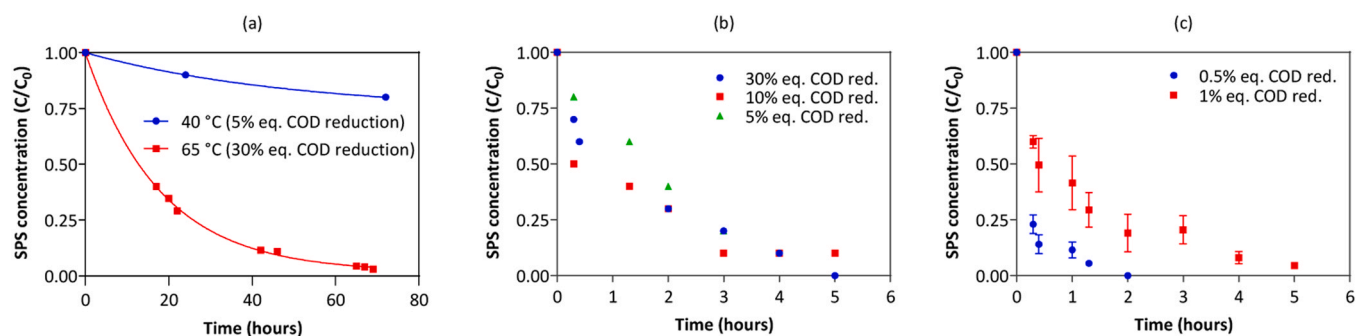 (a)
SPS concentration (C/C₀)
1.00
0.75
0.50
0.25
0.00
40 °C (5% eq. COD reduction)
65 °C (30% eq. COD reduction)
0 20 40 60 80
Time (hours)
(b)
SPS concentration (C/C₀)
1.00
0.75
0.50
0.25
0.00
30% eq. COD red.
10% eq. COD red.
5% eq. COD red.
0 1 2 3 4 5 6
Time (hours)
(c)
SPS concentration (C/C₀)
1.00
0.75
0.50
0.25
0.00
0.5% eq. COD red.
1% eq. COD red.
0 1 2 3 4 5 6
Time (hours)